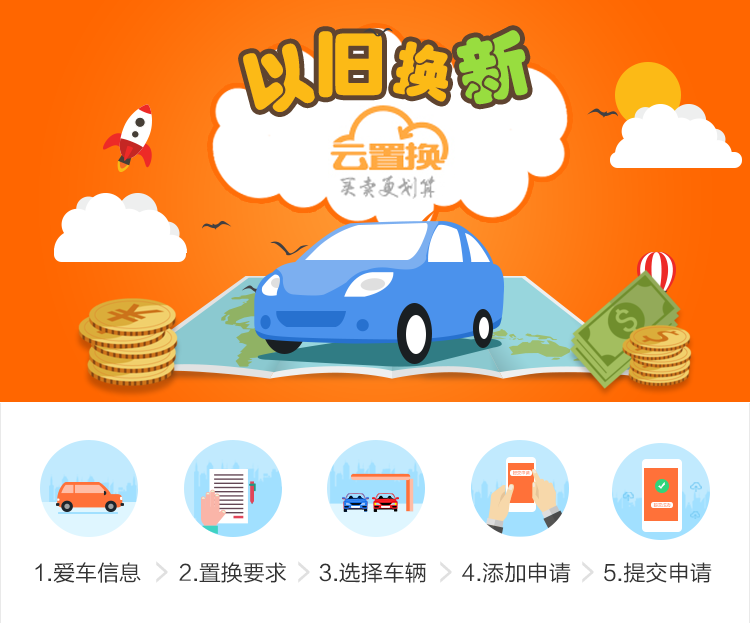 以旧换新
云置换
买卖更划算
¥
$
$
1.爱车信息
2.置换要求
3.选择车辆
4.添加申请
5.提交申请